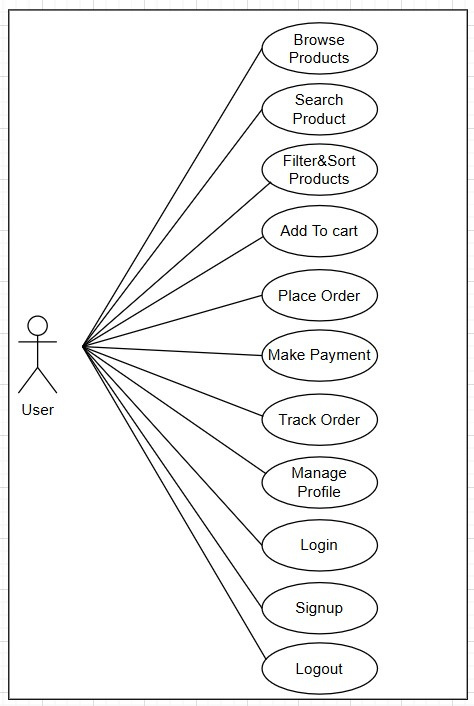 Browse
Products
Search
Product
Filter&Sort
Products
Add To cart
Place Order
Make Payment
Track Order
Manage
Profile
Login
Signup
Logout
User